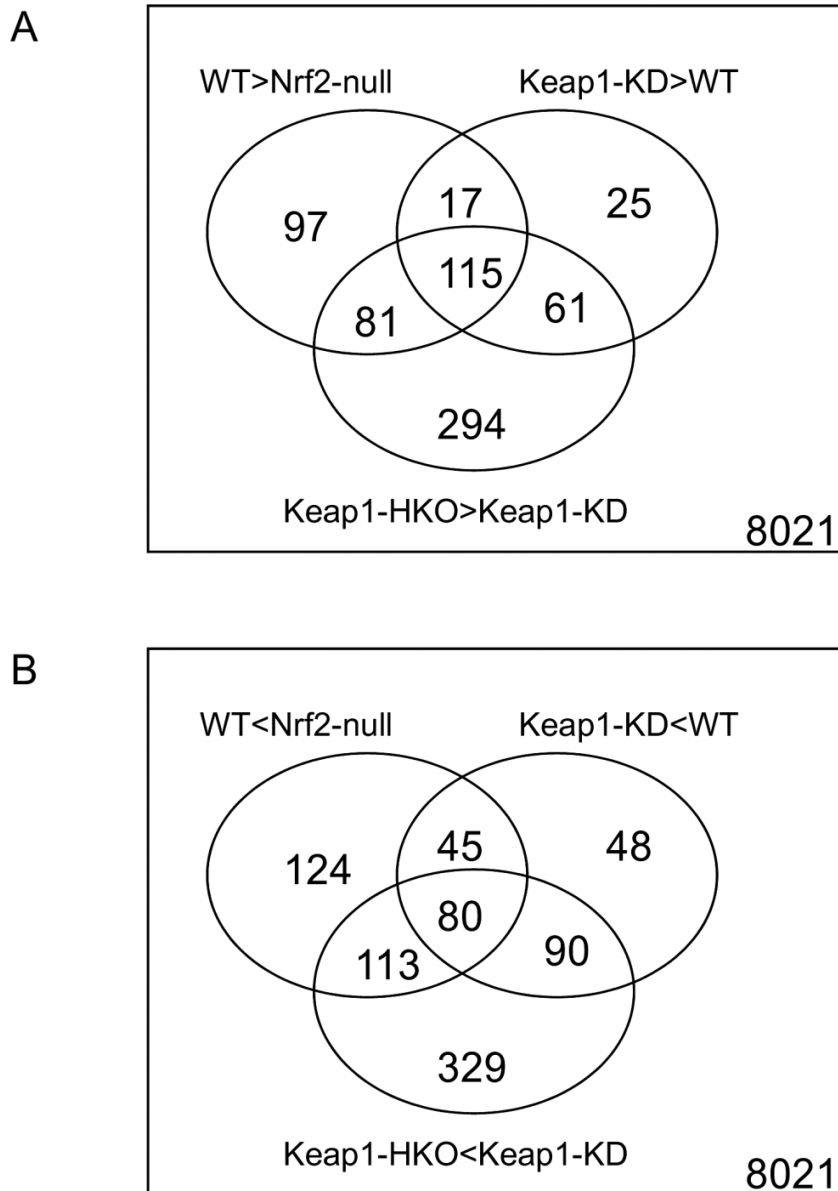 A
WT>Nrf2-null Keap1-KD>WT
17 25
97
115
81 61
294
Keap1-HKO>Keap1-KD
8021
B
WT<Nrf2-null Keap1-KD<WT
124 45 48
80
113 90
329
Keap1-HKO<Keap1-KD
8021